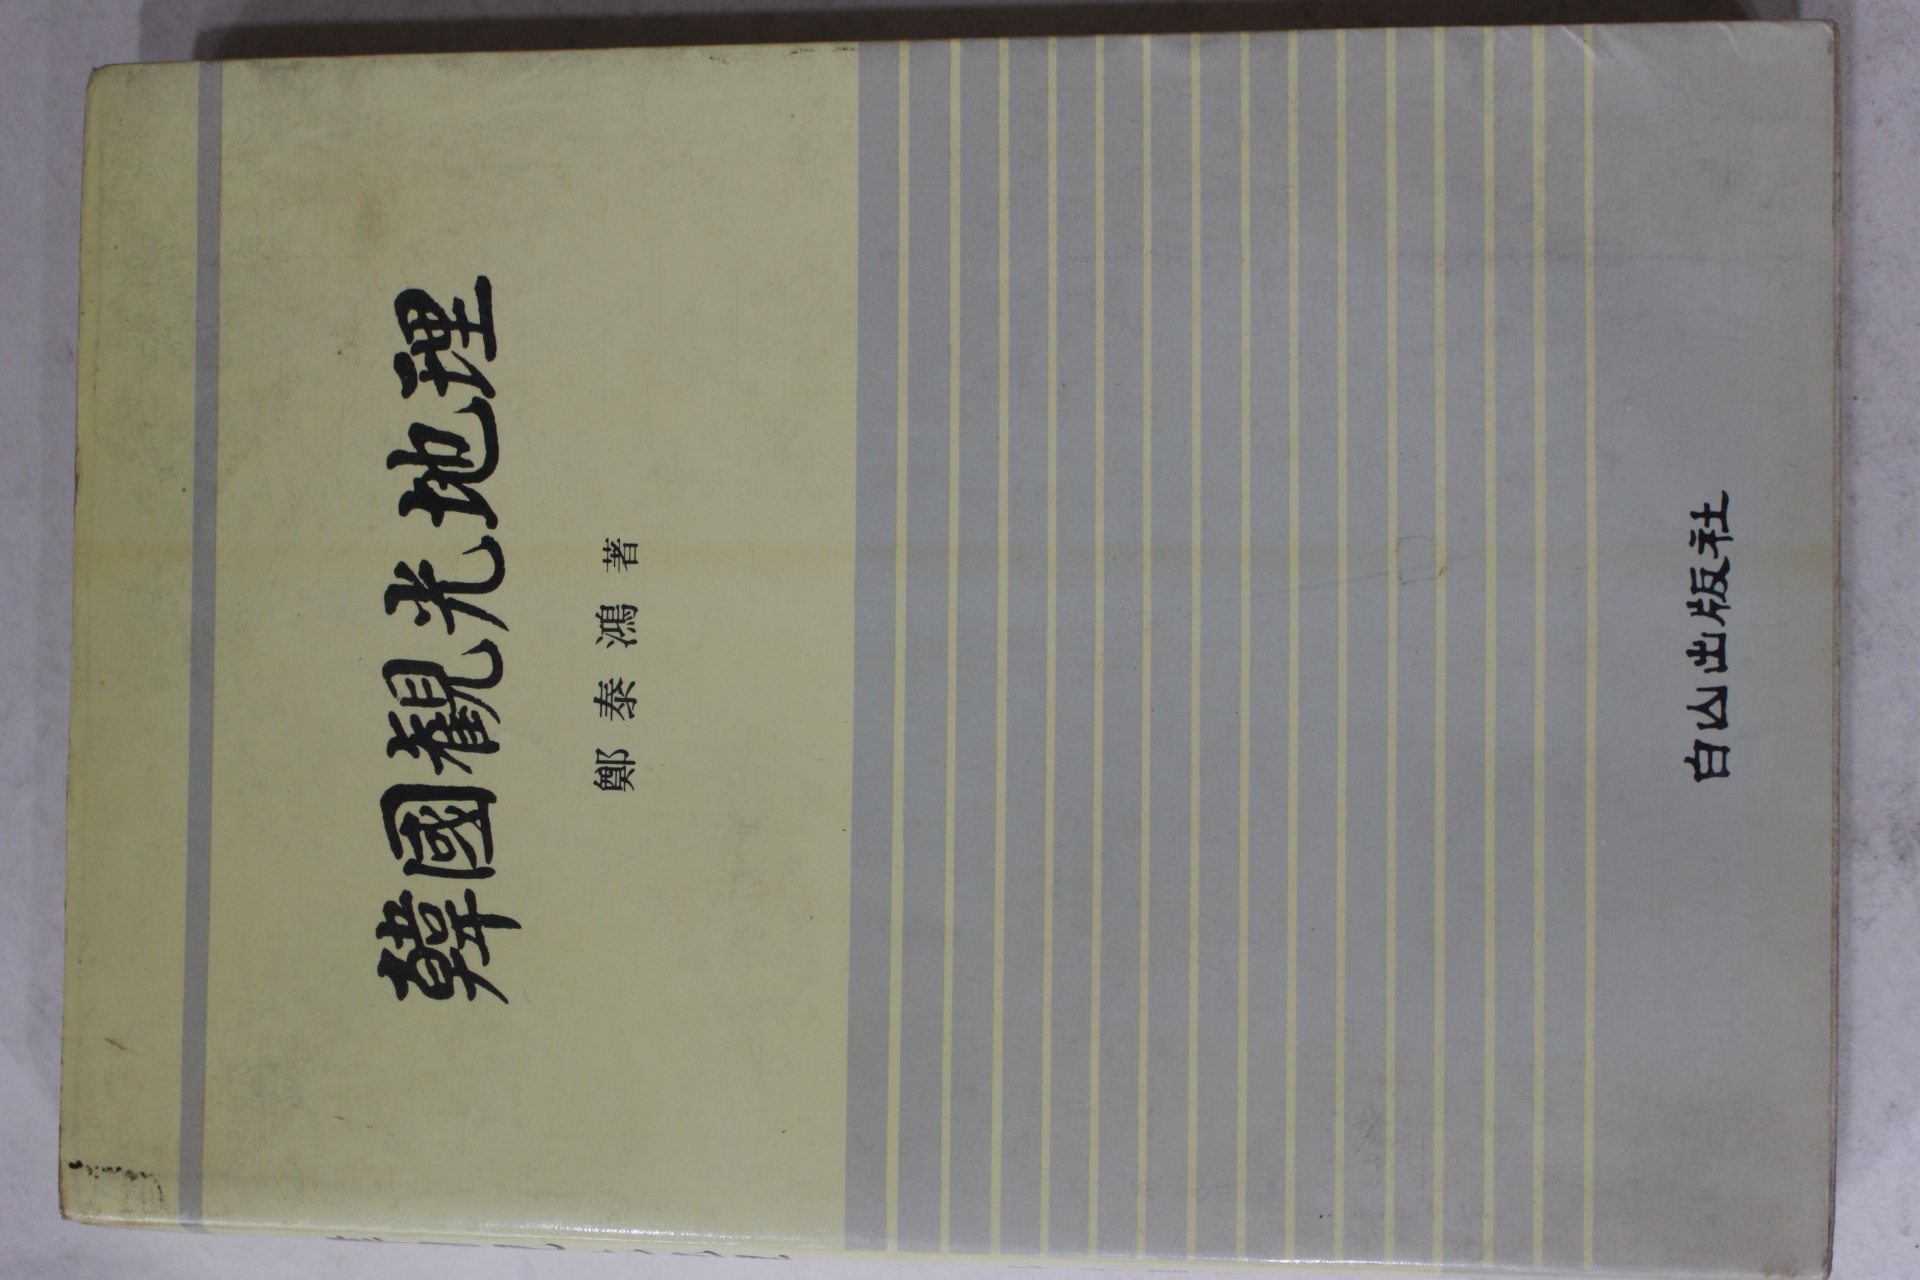 韓國觀光地理
鄭泰鴻 著
白山出版社